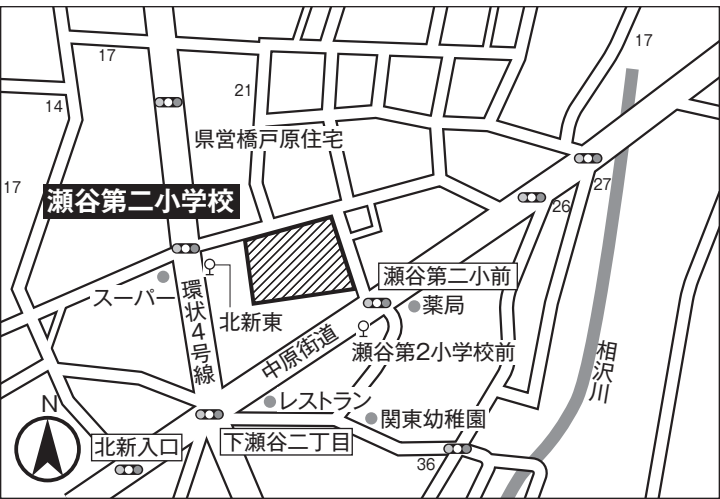 17
17
14
21
県営橋戸原住宅
17
瀬谷第二小学校
27
26
瀬谷第二小前
スーパー
環状4号線
北新東
薬局
中原街道
瀬谷第2小学校前
相沢川
N
レストラン
関東幼稚園
北新入口
下瀬谷二丁目
36